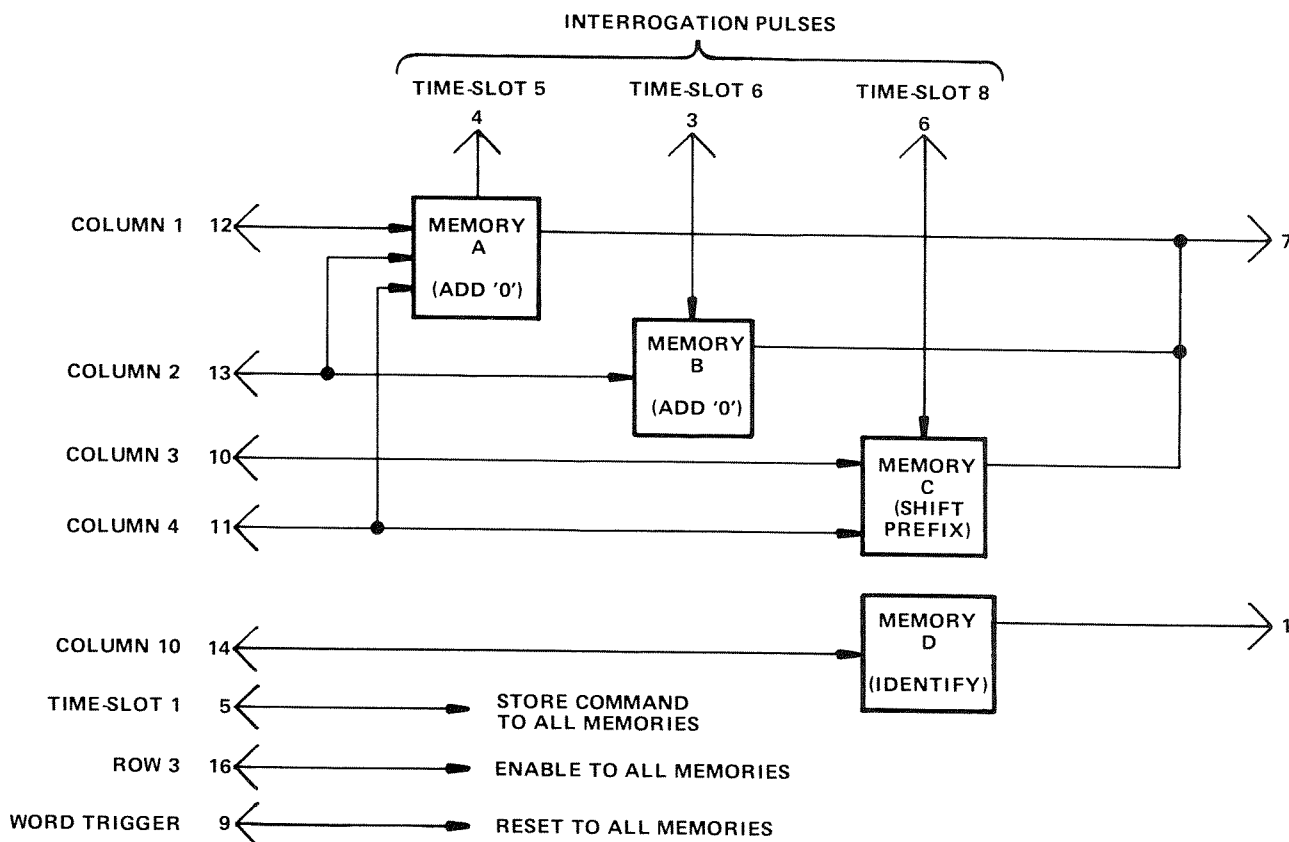 INTERROGATION PULSES
TIME-SLOT 5
TIME-SLOT 6
TIME-SLOT 8
4
3
6
COLUMN 1 12
MEMORY
A
(ADD '0')
7
COLUMN 2 13
MEMORY
B
(ADD '0')
COLUMN 3 10
MEMORY
C
(SHIFT
PREFIX)
COLUMN 4 11
COLUMN 10 14
MEMORY
D
(IDENTIFY)
1
TIME-SLOT 1 5
STORE COMMAND
TO ALL MEMORIES
ROW 3 16 ENABLE TO ALL MEMORIES
WORD TRIGGER 9 RESET TO ALL MEMORIES